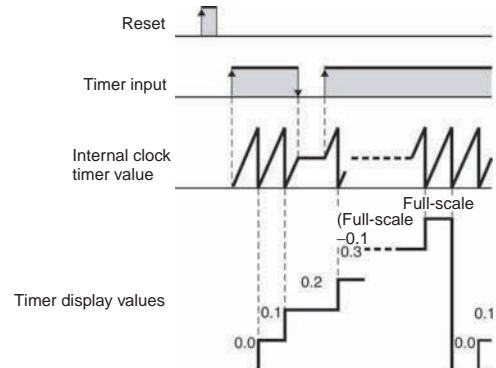 Reset
Timer input
Internal clock
timer value
Full-scale
(Full-scale
–0.1
0.3
0.2
Timer display values
0.1
0.1
0.0
0.0